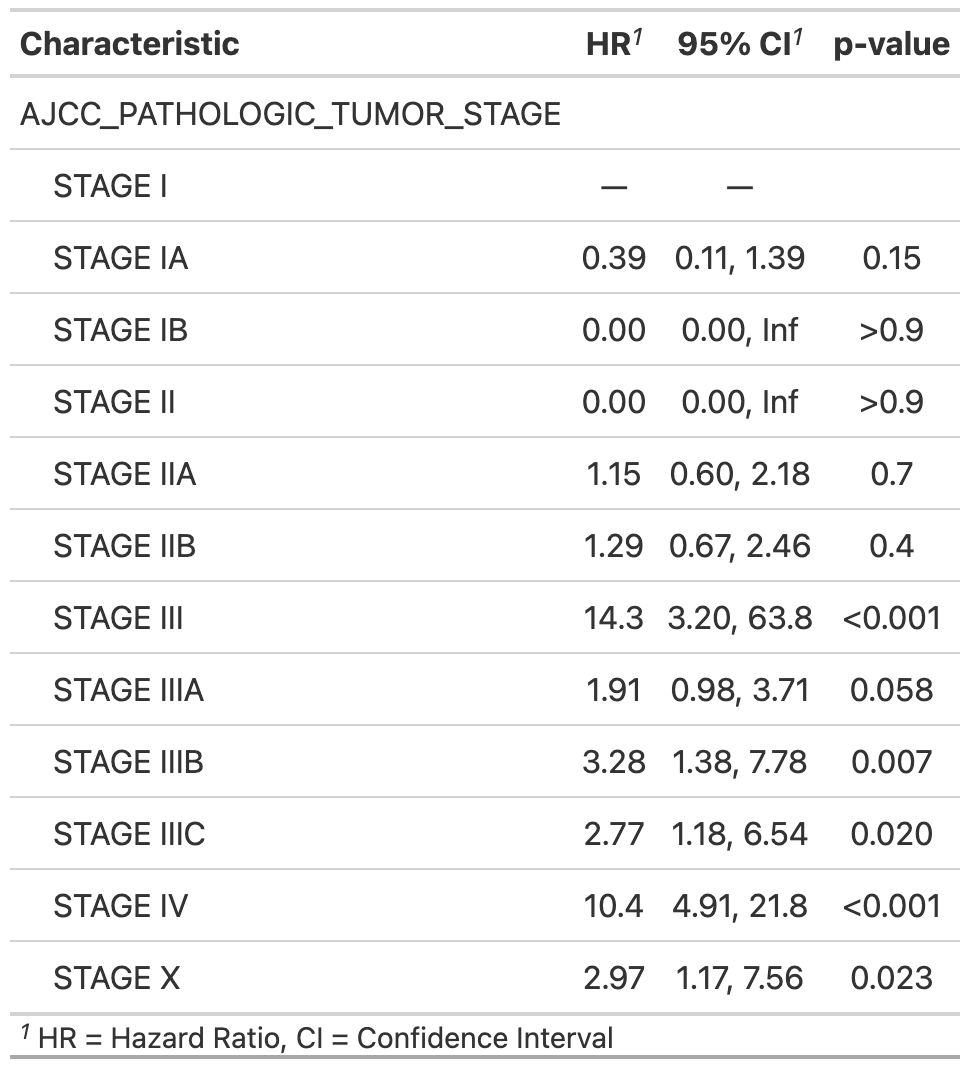 Characteristic HR¹ 95% CI¹ p-value
AJCC_PATHOLOGIC_TUMOR_STAGE
STAGE I — —
STAGE IA 0.39 0.11, 1.39 0.15
STAGE IB 0.00 0.00, Inf >0.9
STAGE II 0.00 0.00, Inf >0.9
STAGE IIA 1.15 0.60, 2.18 0.7
STAGE IIB 1.29 0.67, 2.46 0.4
STAGE III 14.3 3.20, 63.8 <0.001
STAGE IIIA 1.91 0.98, 3.71 0.058
STAGE IIIB 3.28 1.38, 7.78 0.007
STAGE IIIC 2.77 1.18, 6.54 0.020
STAGE IV 10.4 4.91, 21.8 <0.001
STAGE X 2.97 1.17, 7.56 0.023
¹ HR = Hazard Ratio, CI = Confidence Interval